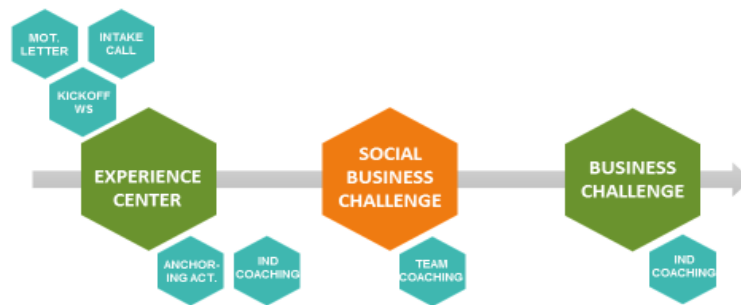 MOT.
LETTER
INTAKE
CALL
KICKOFF
WS
EXPERIENCE
CENTER
SOCIAL
BUSINESS
CHALLENGE
BUSINESS
CHALLENGE
ANCHOR-
ING ACT.
IND
COACHING
TEAM
COACHING
IND
COACHING